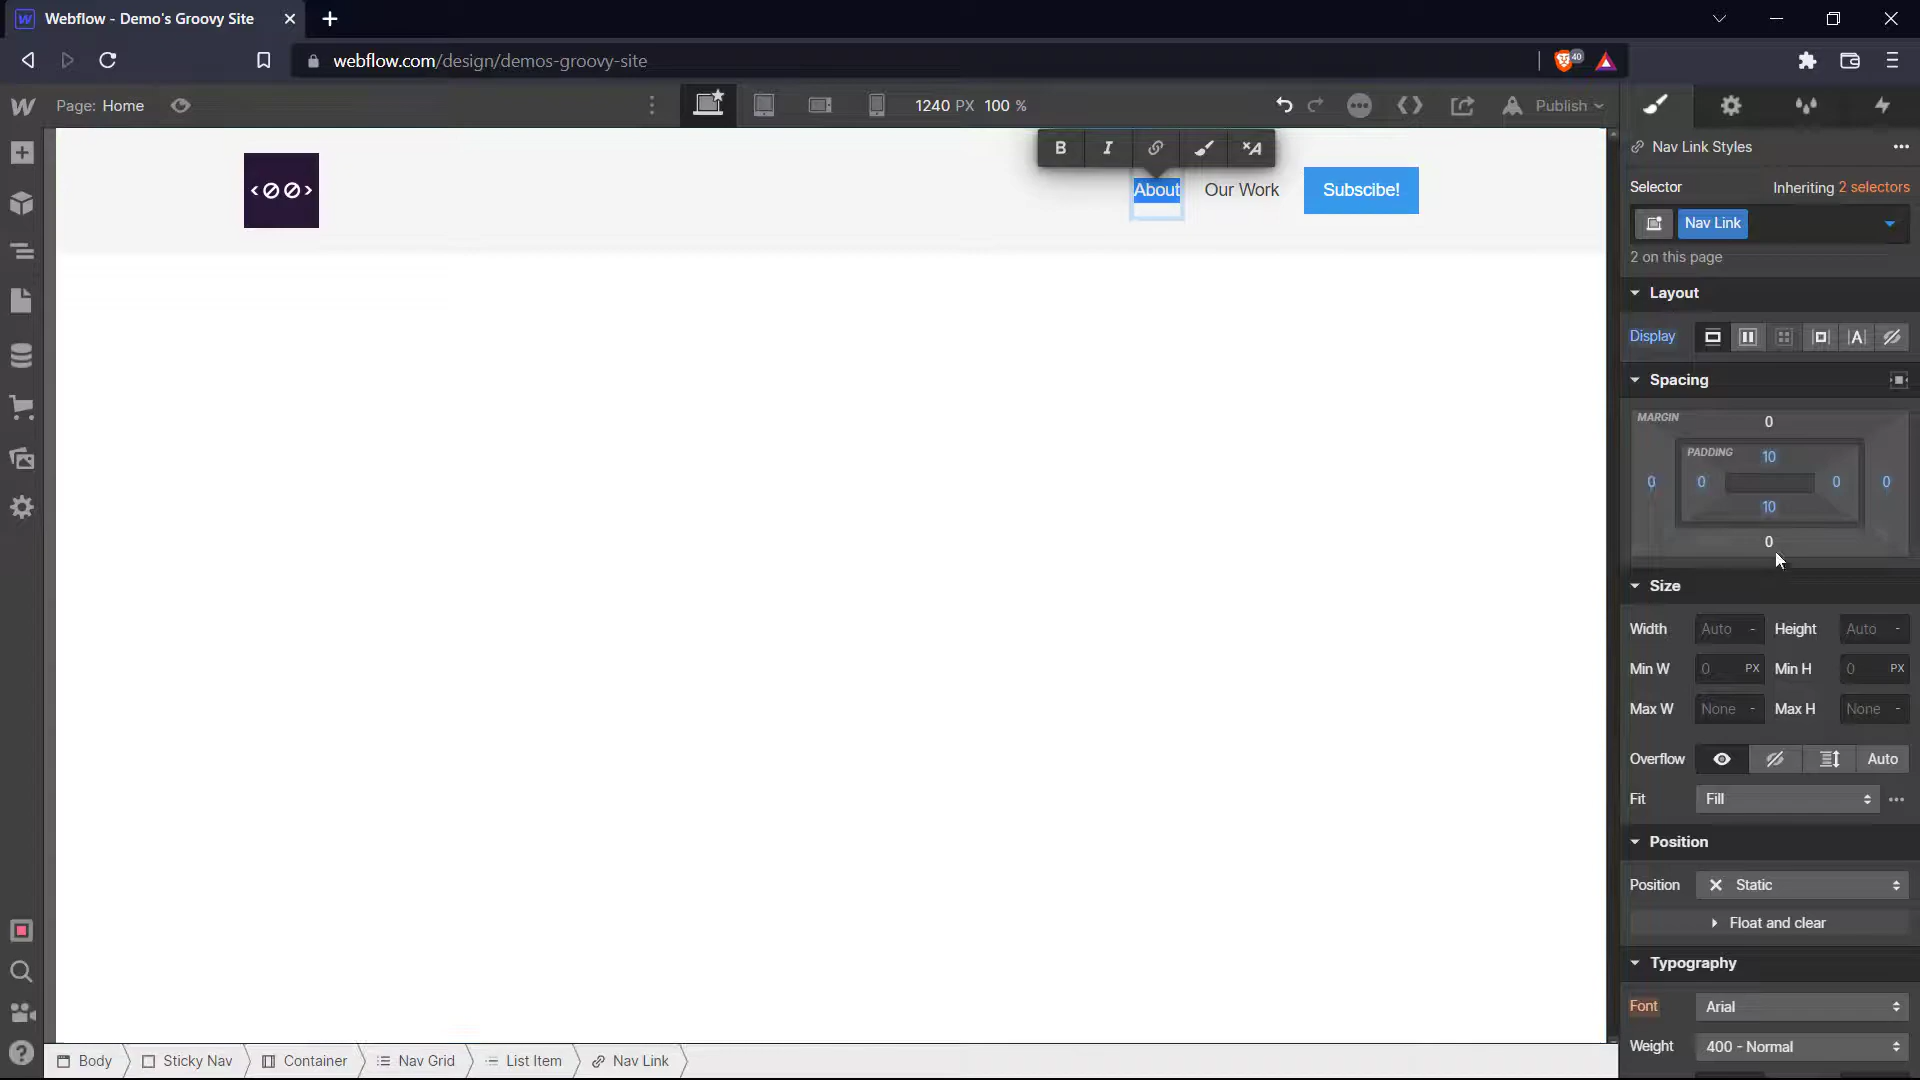 Webflow - Demo's Groovy Site
webflow.com/design/demos-groovy-site
40
Page: Home
1240 PX 100 %
Publish
B I
Nav Link Styles
About
Our Work
Subscibe!
<⊘⊘>
Selector
Inheriting 2 selectors
Nav Link
2 on this page
Layout
Display
Spacing
MARGIN
0
PADDING
10
0
0
0
0
10
0
Size
Width Auto - Height Auto -
Min W 0 PX Min H 0 PX
Max W None - Max H None -
Overflow Auto
Fit Fill
Position
Position Static
Float and clear
Typography
Font Arial
Weight 400 - Normal
Body Sticky Nav Container Nav Grid List Item Nav Link